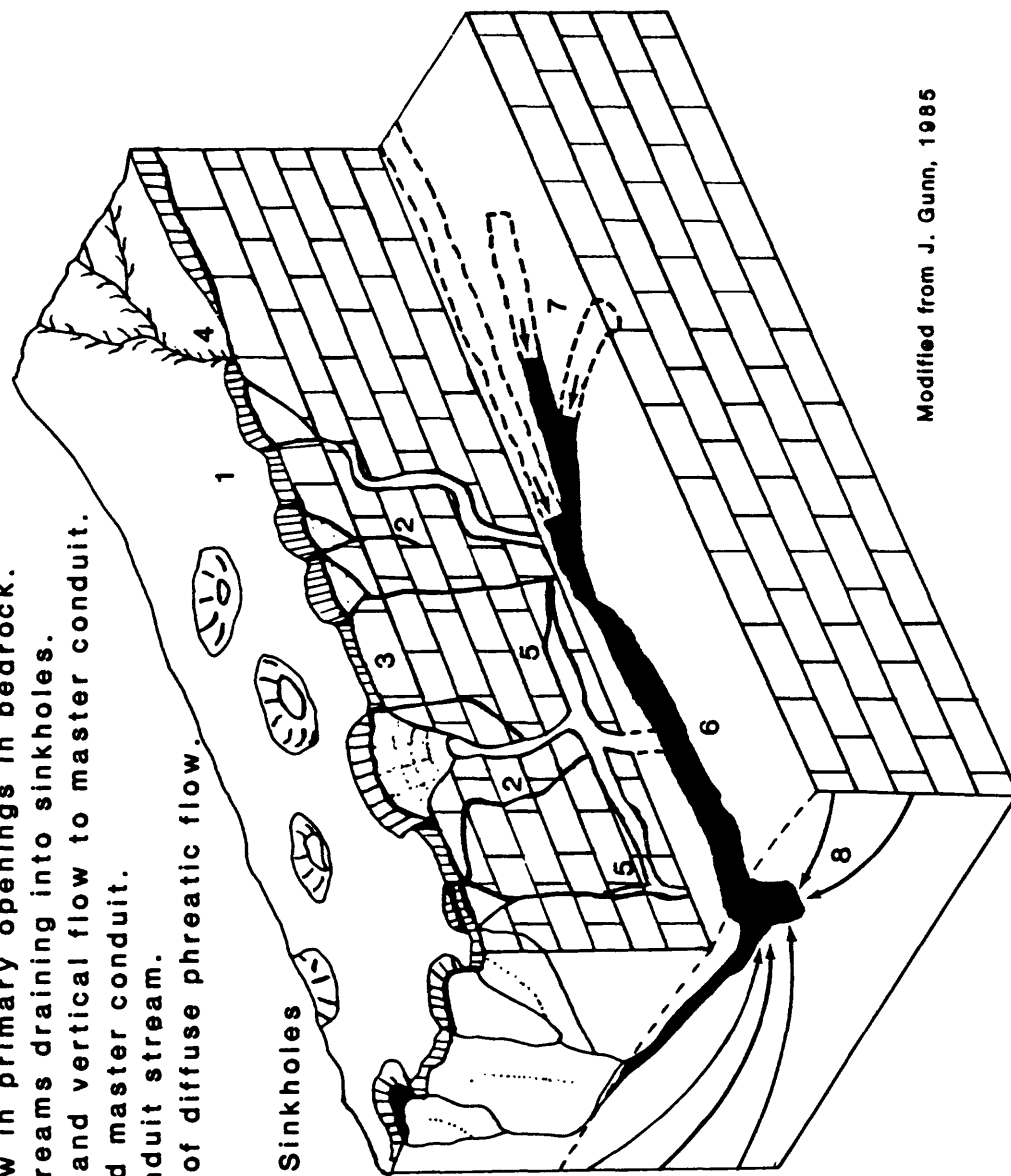 w in primary openings in bedrock.
reams draining into sinkholes.
and vertical flow to master conduit.
d master conduit.
duit stream.
of diffuse phreatic flow.
Sinkholes
4
1
3
2
2
5
7
5
6
8
Modified from J. Gunn, 1985